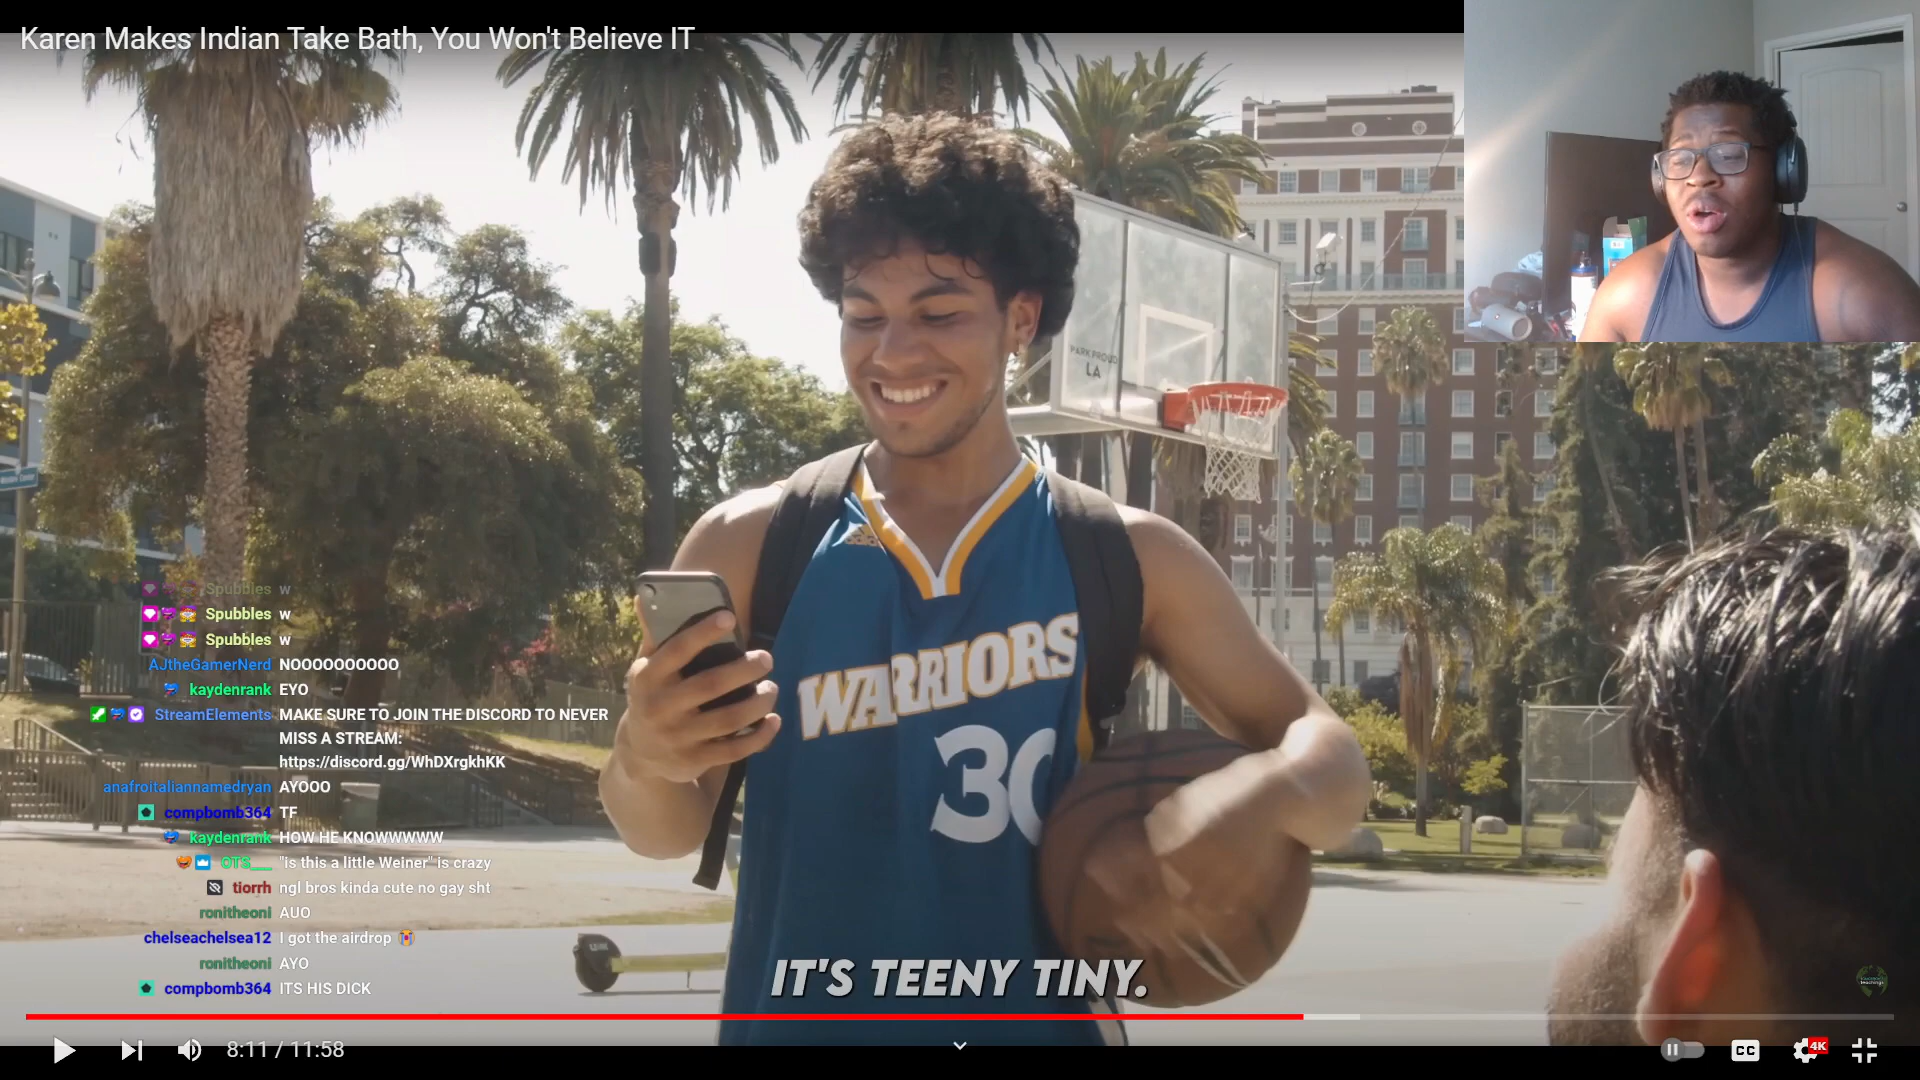 Karen Makes Indian Take Bath, You Won't Believe IT
PARK PROUD
LA
WARRIORS
30
Spubbles w
Spubbles w
Spubbles w
AJtheGamerNerd NOOOOOOOOOO
kaydenrank EYO
StreamElements MAKE SURE TO JOIN THE DISCORD TO NEVER
MISS A STREAM:
https://discord.gg/WhDXrgkhKK
anafroitaliannamedryan AYOOO
compbomb364 TF
kaydenrank HOW HE KNOWWWWW
OTS___ "is this a little Weiner" is crazy
tiorrh ngl bros kinda cute no gay sht
ronitheoni AUO
chelseachelsea12 I got the airdrop
ronitheoni AYO
compbomb364 ITS HIS DICK
IT'S TEENY TINY.
8:11 / 11:58
CC
4K